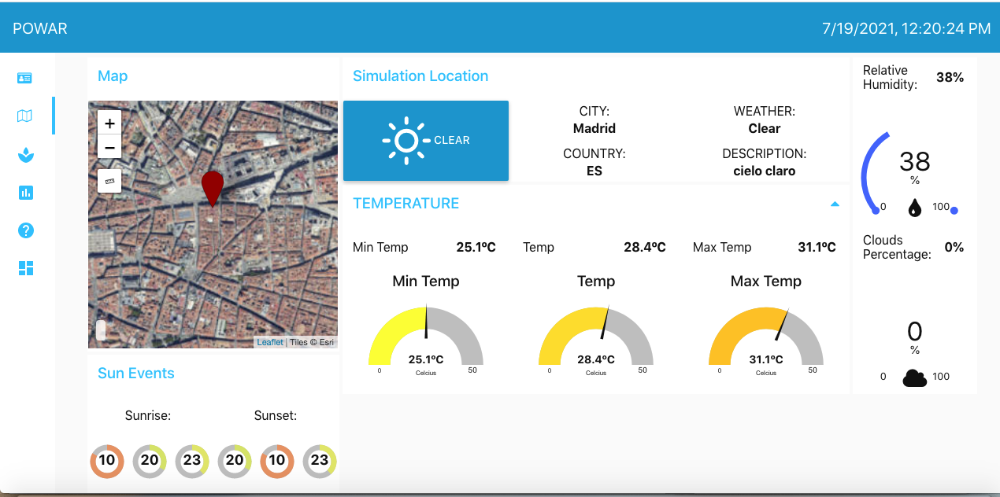 POWAR
7/19/2021, 12:20:24 PM
Map
+
−
Leaflet | Tiles © Esri
Sun Events
Sunrise:
Sunset:
10
20
23
20
10
23
Simulation Location
CLEAR
CITY:
Madrid
COUNTRY:
ES
WEATHER:
Clear
DESCRIPTION:
cielo claro
TEMPERATURE
Min Temp 25.1ºC
Temp 28.4ºC
Max Temp 31.1ºC
Min Temp
25.1ºC
0 Celcius 50
Temp
28.4ºC
0 Celcius 50
Max Temp
31.1ºC
0 Celcius 50
Relative
Humidity:
38%
38
%
0 100
Clouds
Percentage:
0%
0
%
0 100